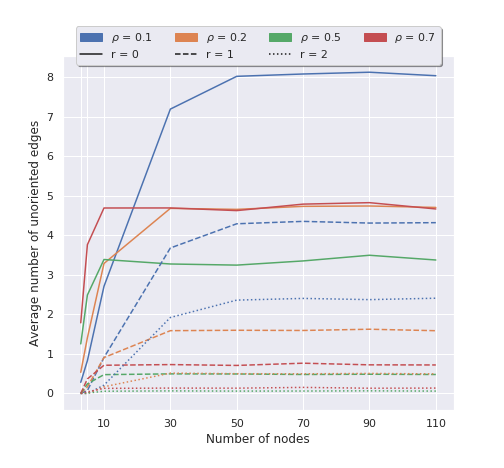 ρ = 0.1 ρ = 0.2 ρ = 0.5 ρ = 0.7
r = 0 r = 1 r = 2
8
7
6
5
4
3
2
1
0
Average number of unoriented edges
10 30 50 70 90 110
Number of nodes